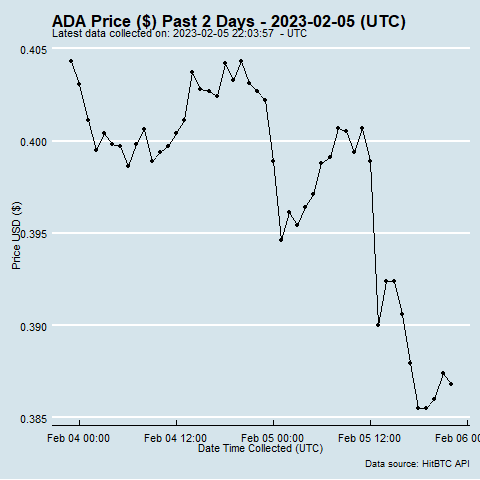 ADA Price ($) Past 2 Days - 2023-02-05 (UTC)
Latest data collected on: 2023-02-05 22:03:57  - UTC
0.405
0.400
0.395
0.390
0.385
Price USD ($)
Feb 04 00:00 Feb 04 12:00 Feb 05 00:00 Feb 05 12:00 Feb 06 00
Date Time Collected (UTC)
Data source: HitBTC API